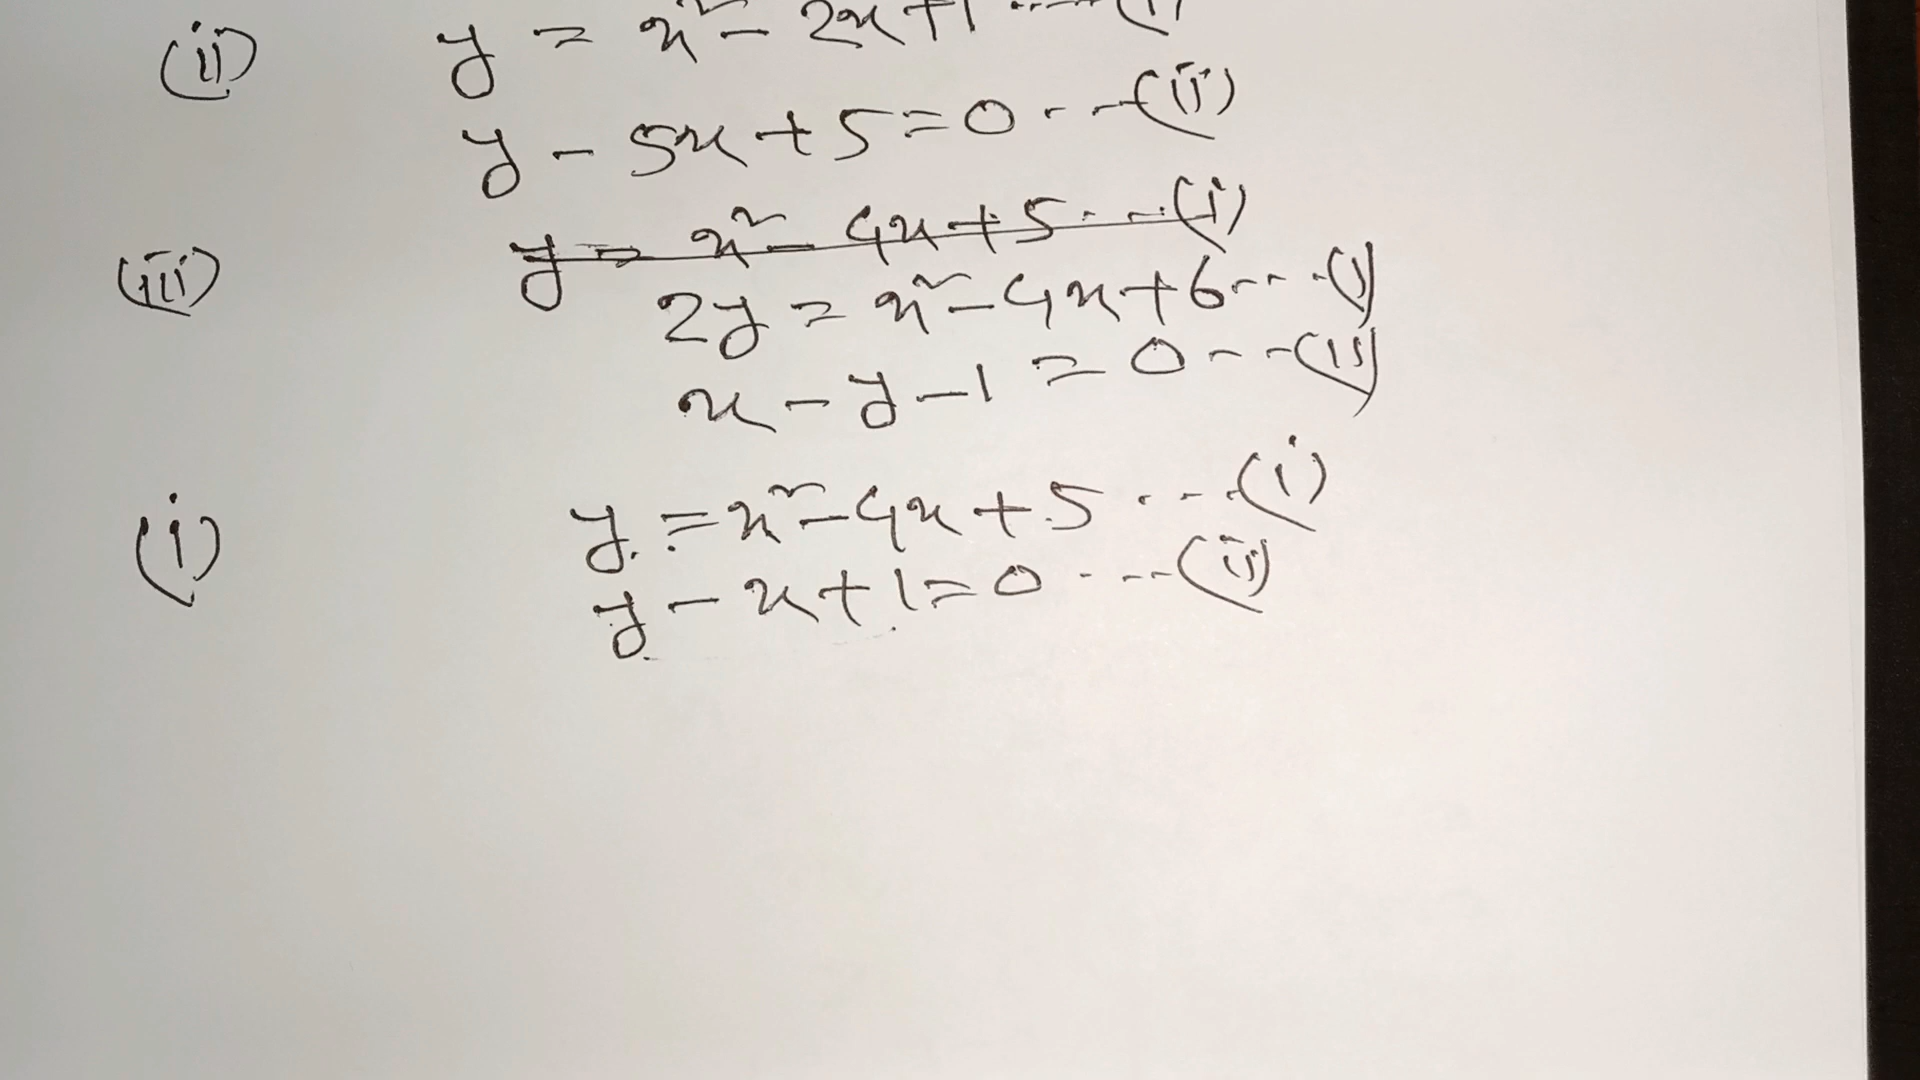 (ii) y = x² - 2x + 1 ..... (i)
y - 5x + 5 = 0 ... (ii)
(iii) y = x² - 4x + 5 ... (i)
2y = x² - 4x + 6 ... (i)
x - y - 1 = 0 ... (ii)
(i) y = x² - 4x + 5 ... (i)
y - x + 1 = 0 ... (ii)